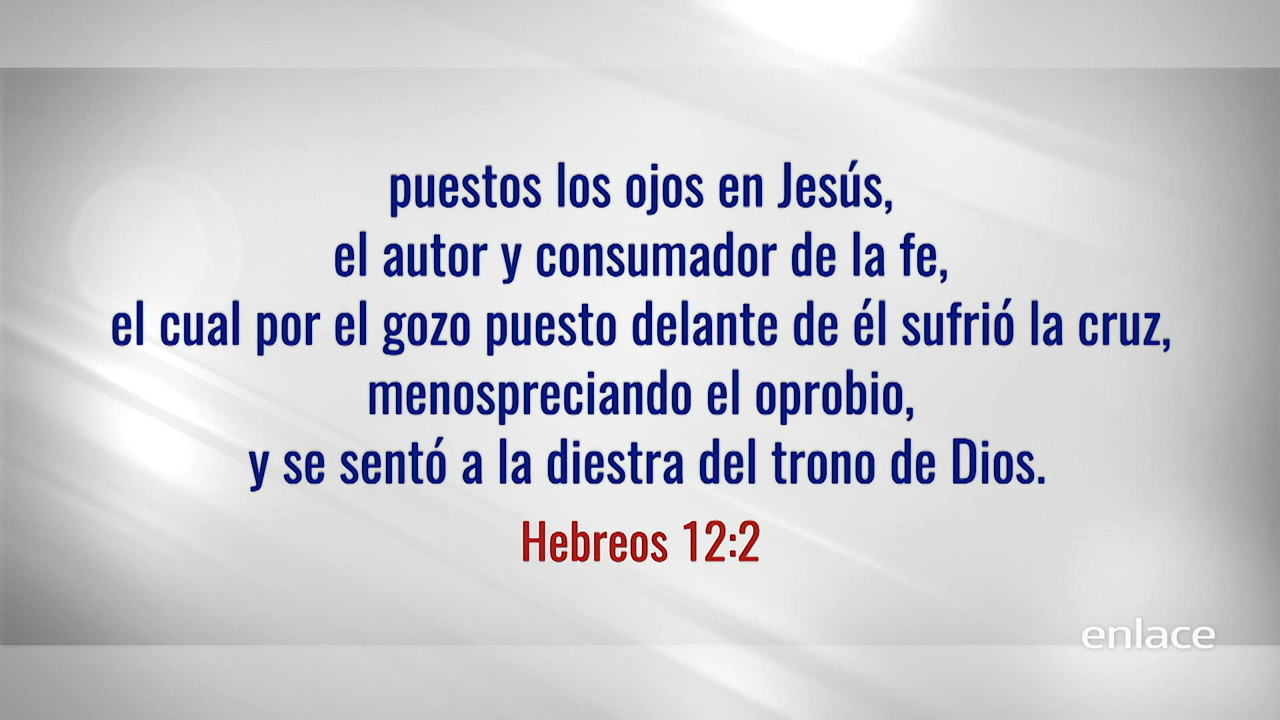 puestos los ojos en Jesús,
el autor y consumador de la fe,
el cual por el gozo puesto delante de él sufrió la cruz,
menospreciando el oprobio,
y se sentó a la diestra del trono de Dios.
Hebreos 12:2
enlace